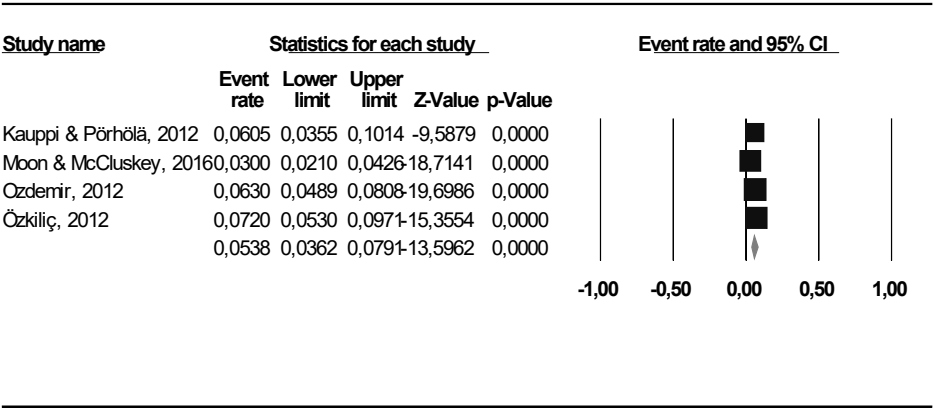 Study name Statistics for each study Event rate and 95% CI
Event Lower Upper
rate limit limit Z-Value p-Value
Kauppi & Pörhölä, 2012 0,0605 0,0355 0,1014 -9,5879 0,0000
Moon & McCluskey, 2016 0,0300 0,0210 0,0426 -18,7141 0,0000
Ozdemir, 2012 0,0630 0,0489 0,0808 -19,6986 0,0000
Özkiliç, 2012 0,0720 0,0530 0,0971 -15,3554 0,0000
0,0538 0,0362 0,0791 -13,5962 0,0000
-1,00 -0,50 0,00 0,50 1,00